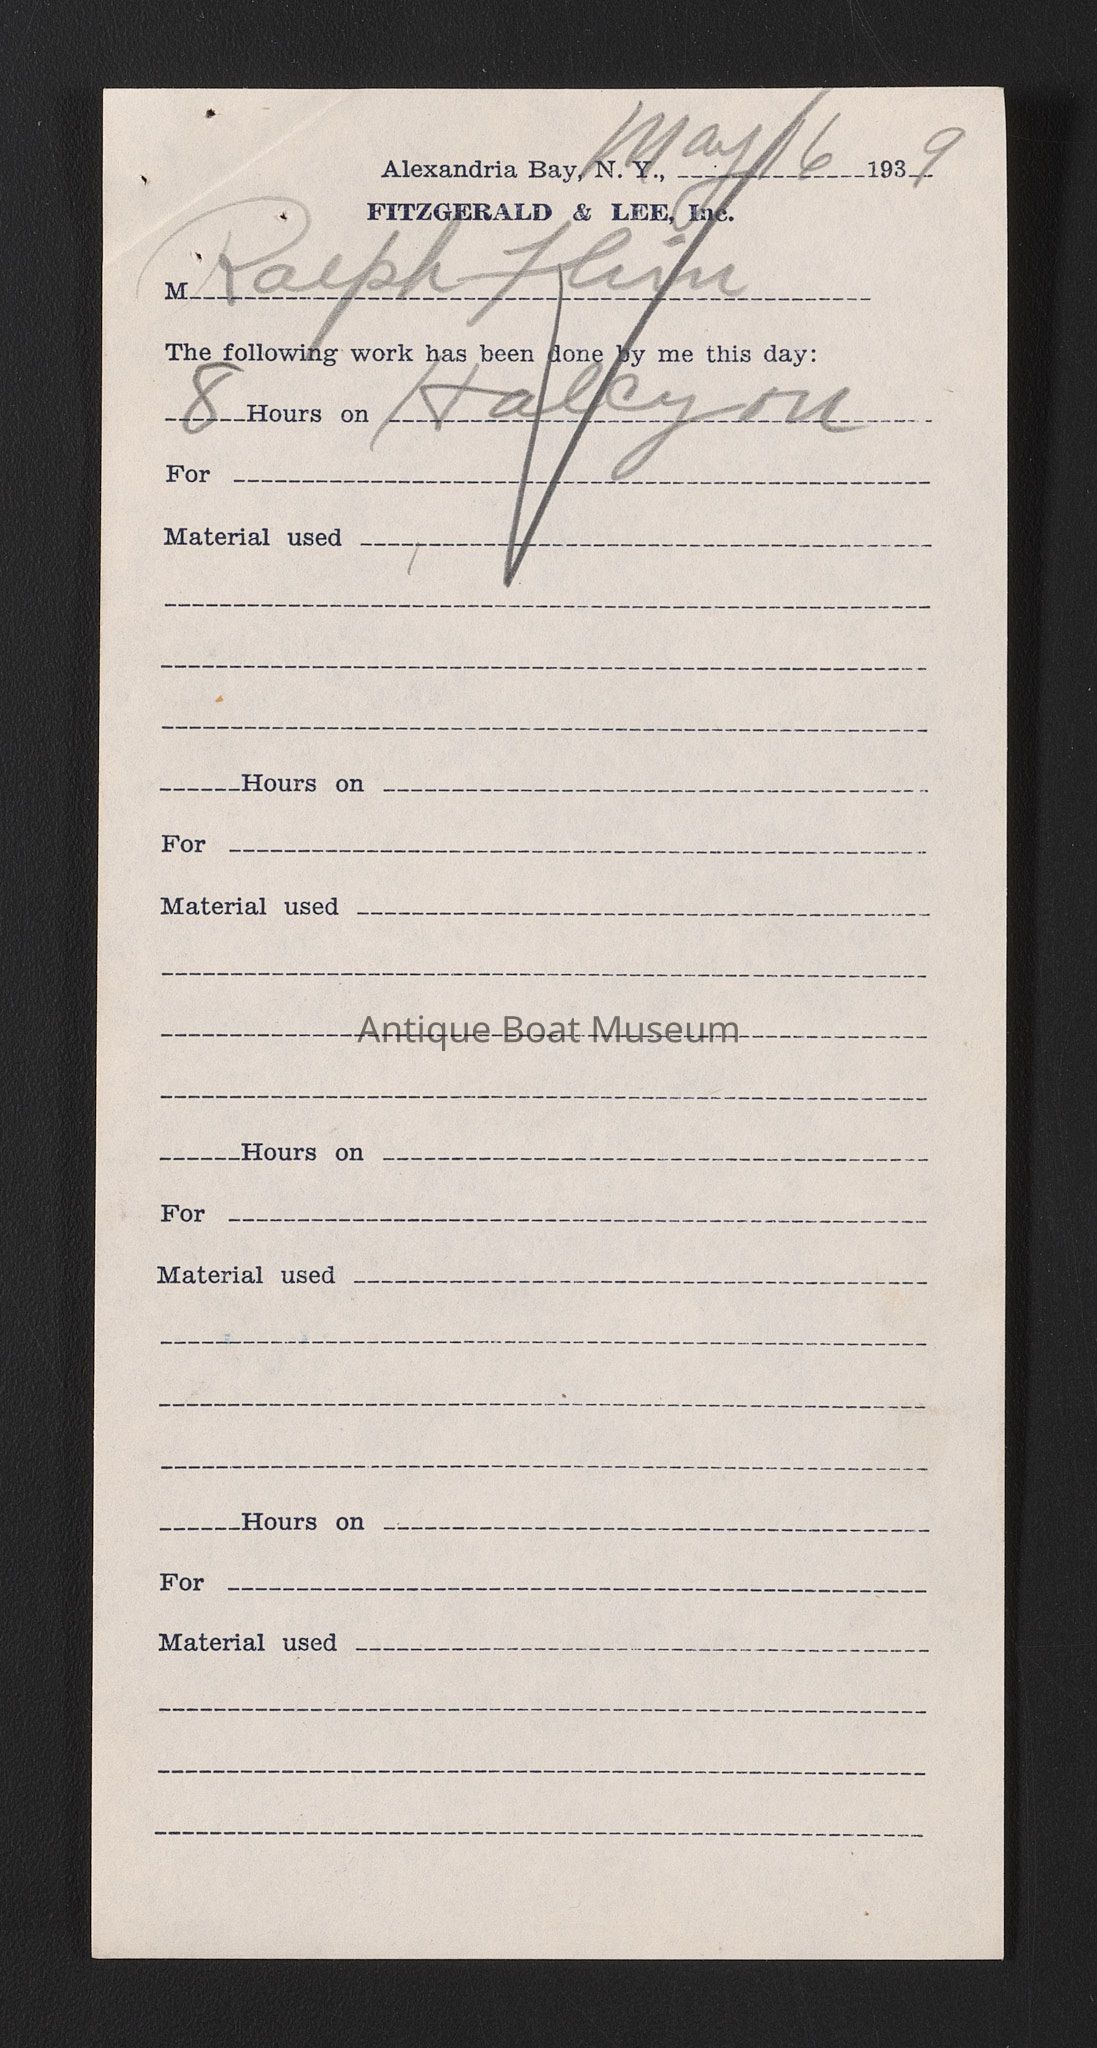 Alexandria Bay, N. Y., May 16 1939
FITZGERALD & LEE, Inc.
M Ralph Flinn
The following work has been done by me this day:
8 Hours on Halcyon
For
Material used
Hours on
For
Material used
Antique Boat Museum
Hours on
For
Material used
Hours on
For
Material used